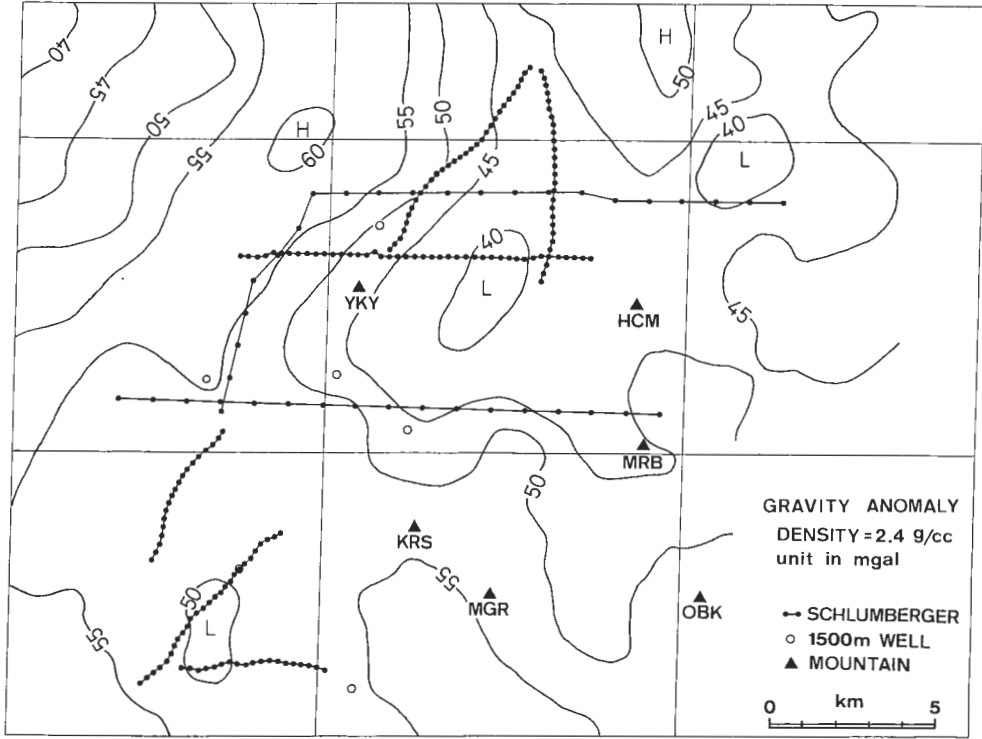 H
50
40
45
50
55
55
50
45
40
L
H
60
45
40
L
YKY
HCM
45
MRB
50
KRS
MGR
55
OBK
50
L
55
GRAVITY ANOMALY
DENSITY = 2.4 g/cc
unit in mgal
SCHLUMBERGER
1500m WELL
MOUNTAIN
0 km 5